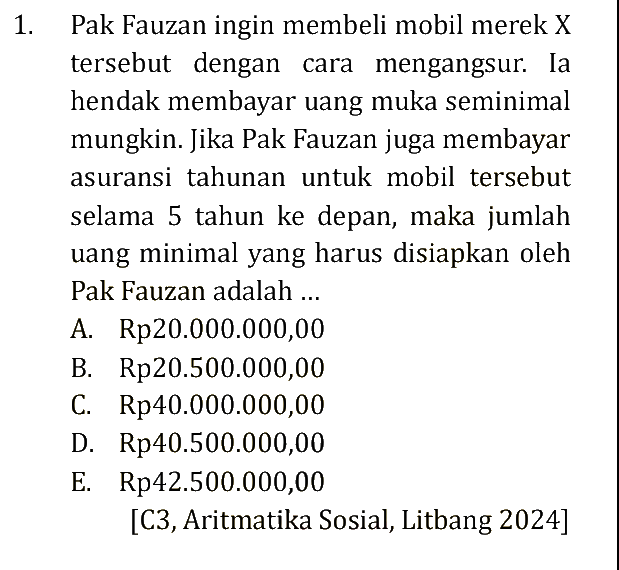 1. Pak Fauzan ingin membeli mobil merek X
tersebut dengan cara mengangsur. Ia
hendak membayar uang muka seminimal
mungkin. Jika Pak Fauzan juga membayar
asuransi tahunan untuk mobil tersebut
selama 5 tahun ke depan, maka jumlah
uang minimal yang harus disiapkan oleh
Pak Fauzan adalah ...
A. Rp20.000.000,00
B. Rp20.500.000,00
C. Rp40.000.000,00
D. Rp40.500.000,00
E. Rp42.500.000,00
[C3, Aritmatika Sosial, Litbang 2024]